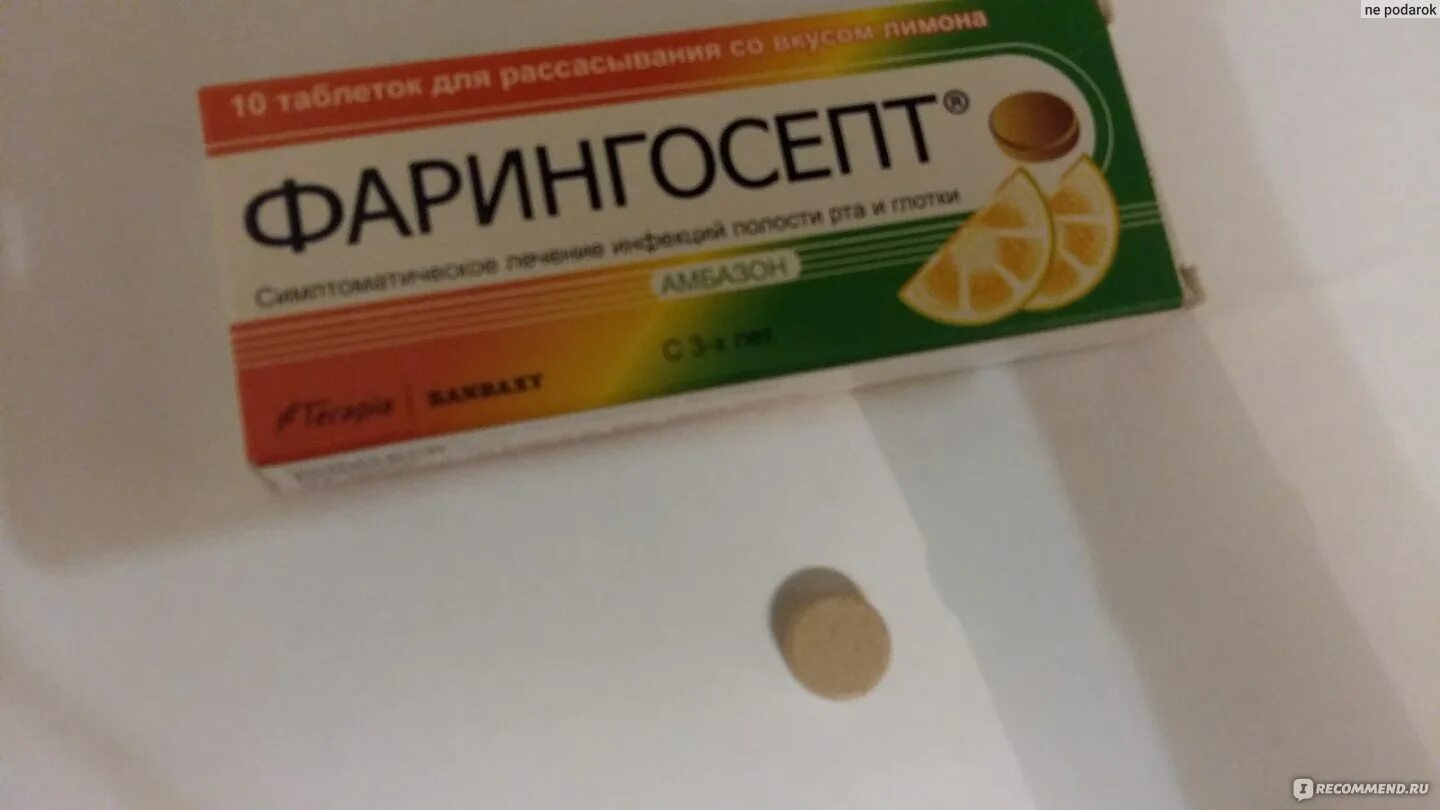 ne podarok
10 таблеток для рассасывания со вкусом лимона
ФАРИНГОСЕПТ®
Симптоматическое лечение инфекций полости рта и глотки
АМБАЗОН
С 3-х лет
Terapia RANBAXY
IRECOMMEND.RU